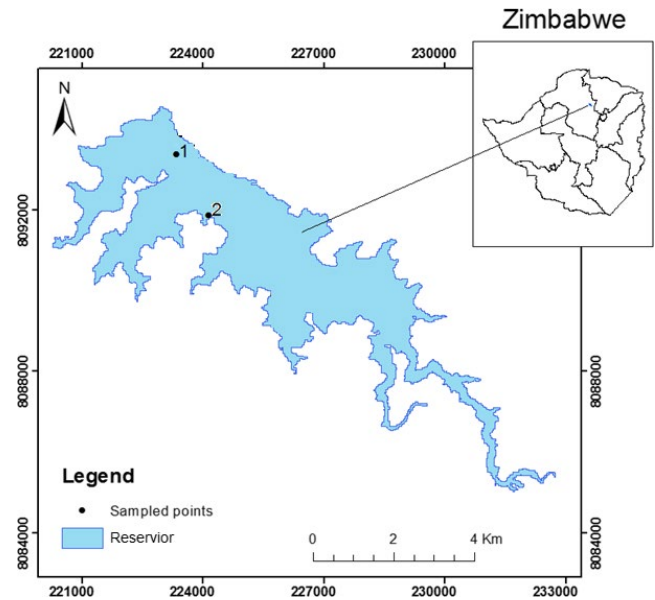 Zimbabwe
221000 224000 227000 230000
N
1
2
8092000 8092000
8088000 8088000
8084000 8084000
Legend
Sampled points
Reservior
0 2 4 Km
221000 224000 227000 230000 233000